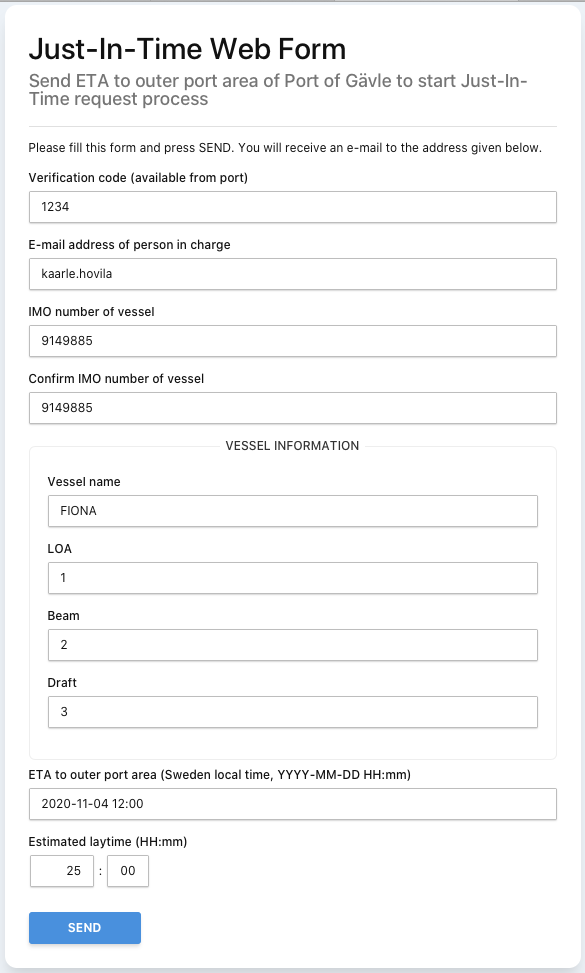 Just-In-Time Web Form
Send ETA to outer port area of Port of Gävle to start Just-In-
Time request process
Please fill this form and press SEND. You will receive an e-mail to the address given below.
Verification code (available from port)
1234
E-mail address of person in charge
kaarle.hovila
IMO number of vessel
9149885
Confirm IMO number of vessel
9149885
VESSEL INFORMATION
Vessel name
FIONA
LOA
1
Beam
2
Draft
3
ETA to outer port area (Sweden local time, YYYY-MM-DD HH:mm)
2020-11-04 12:00
Estimated laytime (HH:mm)
25 : 00
SEND